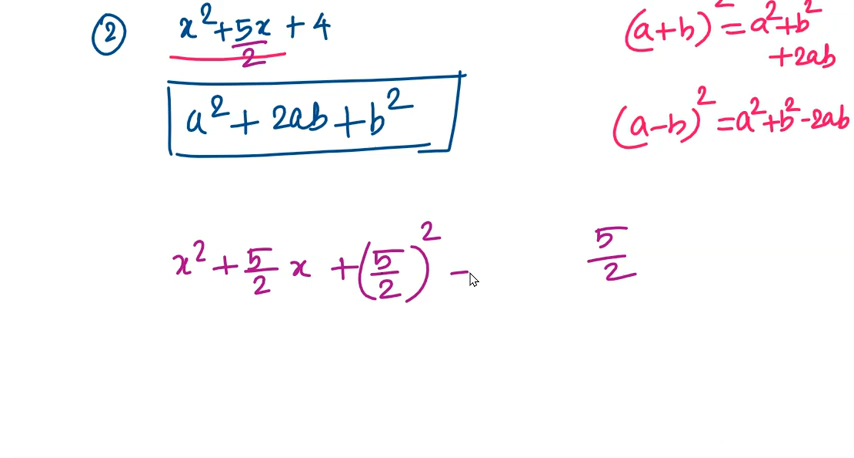 ② x² + 5x/2 + 4
(a+b)² = a² + b² + 2ab
a² + 2ab + b²
(a-b)² = a² + b² - 2ab
x² + 5/2 x + (5/2)² -
5/2